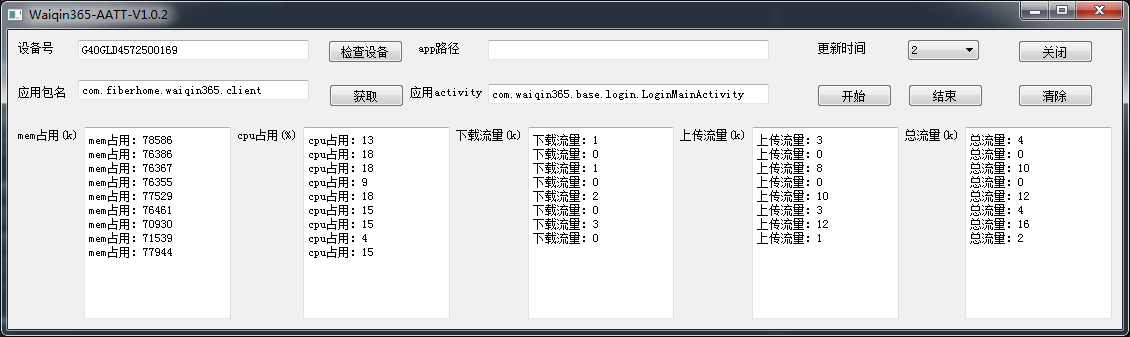 Waiqin365-AATT-V1.0.2
设备号 G4OGLD4572500169 检查设备 app路径 更新时间 2 关闭
应用包名 com.fiberhome.waiqin365.client 获取 应用activity com.waiqin365.base.login.LoginMainActivity 开始 结束 清除
mem占用(k)
mem占用: 78586
mem占用: 76386
mem占用: 76367
mem占用: 76355
mem占用: 77529
mem占用: 76461
mem占用: 70930
mem占用: 71539
mem占用: 77944
cpu占用(%)
cpu占用: 13
cpu占用: 18
cpu占用: 18
cpu占用: 9
cpu占用: 18
cpu占用: 15
cpu占用: 15
cpu占用: 4
cpu占用: 15
下载流量(k)
下载流量: 1
下载流量: 0
下载流量: 1
下载流量: 0
下载流量: 2
下载流量: 0
下载流量: 3
下载流量: 0
上传流量(k)
上传流量: 3
上传流量: 0
上传流量: 8
上传流量: 0
上传流量: 10
上传流量: 3
上传流量: 12
上传流量: 1
总流量(k)
总流量: 4
总流量: 0
总流量: 10
总流量: 0
总流量: 12
总流量: 4
总流量: 16
总流量: 2